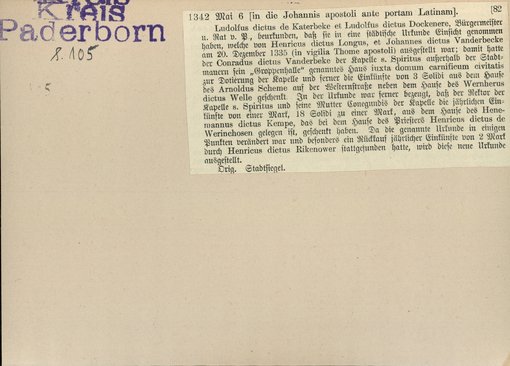 Kreis
Paderborn
S. 105
1342 Mai 6 [in die Johannis apostoli ante portam Latinam]. [82
Ludolfus dictus de Katerbeke et Ludolfus dictus Dockenere, Bürgermeister
u. Rat v. P., beurkunden, daß sie in eine städtische Urkunde Einsicht genommen
haben, welche von Henricus dictus Longus, et Johannes dictus Vanderbecke
am 20. Dezember 1335 (in vigilia Thome apostoli) ausgestellt war; damit hatte
der Conradus dictus Vanderbeke der Kapelle s. Spiritus außerhalb der Stadt-
mauern sein „Groppenhalle“ genanntes Haus iuxta domum carnificum civitatis
zur Dotierung der Kapelle und ferner die Einkünfte von 3 Solidi aus dem Hause
des Arnoldus Scheme auf der Westernstraße neben dem Hause des Wernherus
dictus Welle geschenkt. In der Urkunde war ferner bezeugt, daß der Rektor der
Kapelle s. Spiritus und seine Mutter Conegundis der Kapelle die jährlichen Ein-
künfte von einer Mark, 18 Solidi zu einer Mark, aus dem Hause des Hene-
mannus dictus Kempe, das bei dem Hause des Priesters Henricus dictus de
Werinchosen gelegen ist, geschenkt haben. Da die genannte Urkunde in einigen
Punkten verändert war und besonders ein Rückkauf jährlicher Einkünfte von 2 Mark
durch Henricus dictus Rikenower stattgefunden hatte, wird diese neue Urkunde
ausgestellt.
Orig. Stadtsiegel.